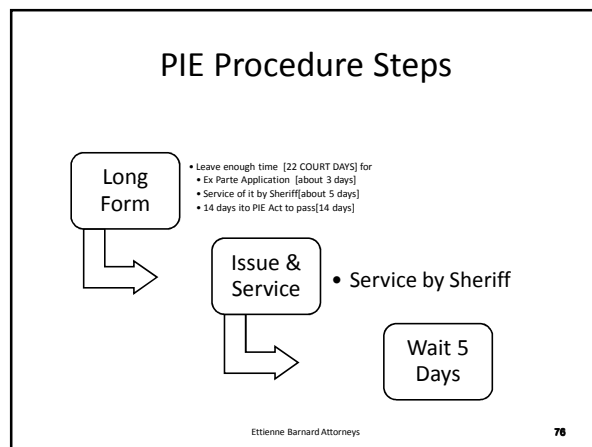 PIE Procedure Steps
Long
Form
• Leave enough time [22 COURT DAYS] for
• Ex Parte Application [about 3 days]
• Service of it by Sheriff[about 5 days]
• 14 days ito PIE Act to pass[14 days]
Issue &
Service
• Service by Sheriff
Wait 5
Days
Ettienne Barnard Attorneys